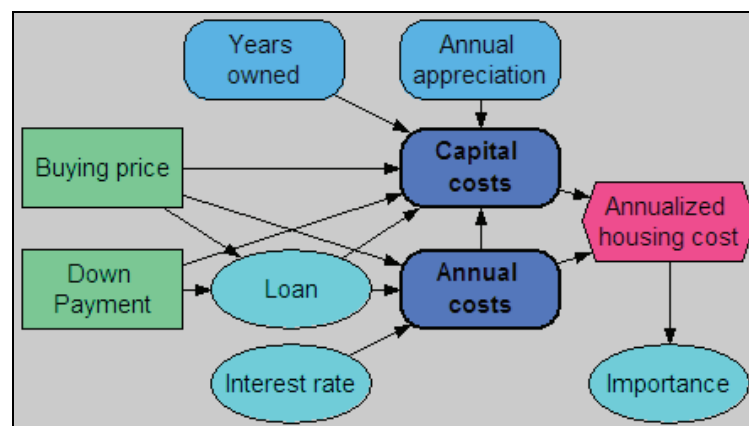 Years
owned
Annual
appreciation
Buying price
Capital
costs
Annualized
housing cost
Down
Payment
Loan
Annual
costs
Interest rate
Importance